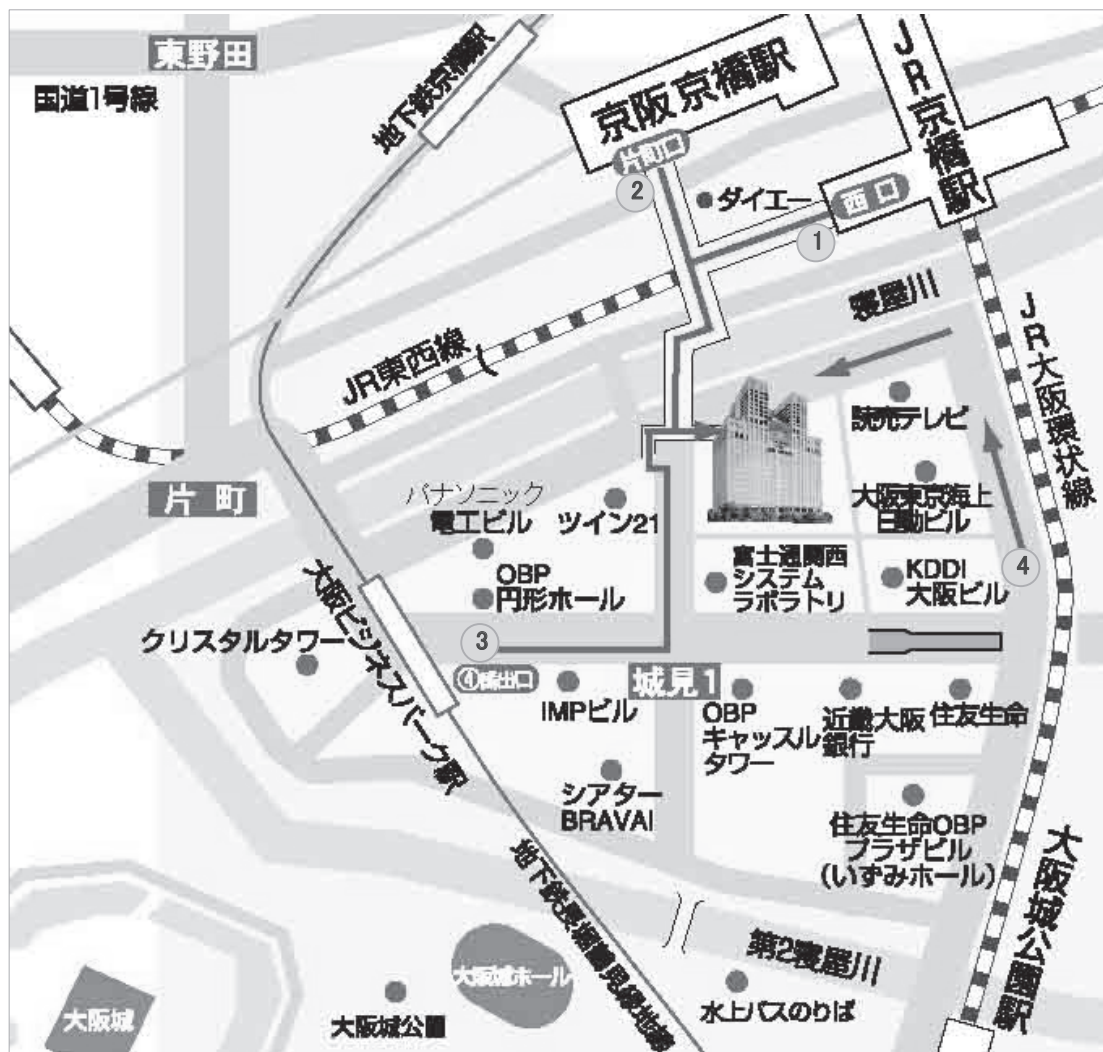 東野田
国道1号線
地下鉄京橋駅
京阪京橋駅
片町口
②
JR京橋駅
西口
①
ダイエー
寝屋川
JR東西線
JR大阪環状線
読売テレビ
片町
パナソニック
電工ビル
ツイン21
大阪東京海上
日動ビル
OBP
円形ホール
富士通関西
システム
ラボラトリ
KDDI
大阪ビル
④
クリスタルタワー
大阪ビジネスパーク駅
③
④番出口
城見1
IMPビル
OBP
キャッスル
タワー
近畿大阪
銀行
住友生命
シアター
BRAVA!
住友生命OBP
プラザビル
(いずみホール)
地下鉄長堀鶴見緑地線
第2寝屋川
大阪城公園駅
大阪城ホール
大阪城
大阪城公園
水上バスのりば